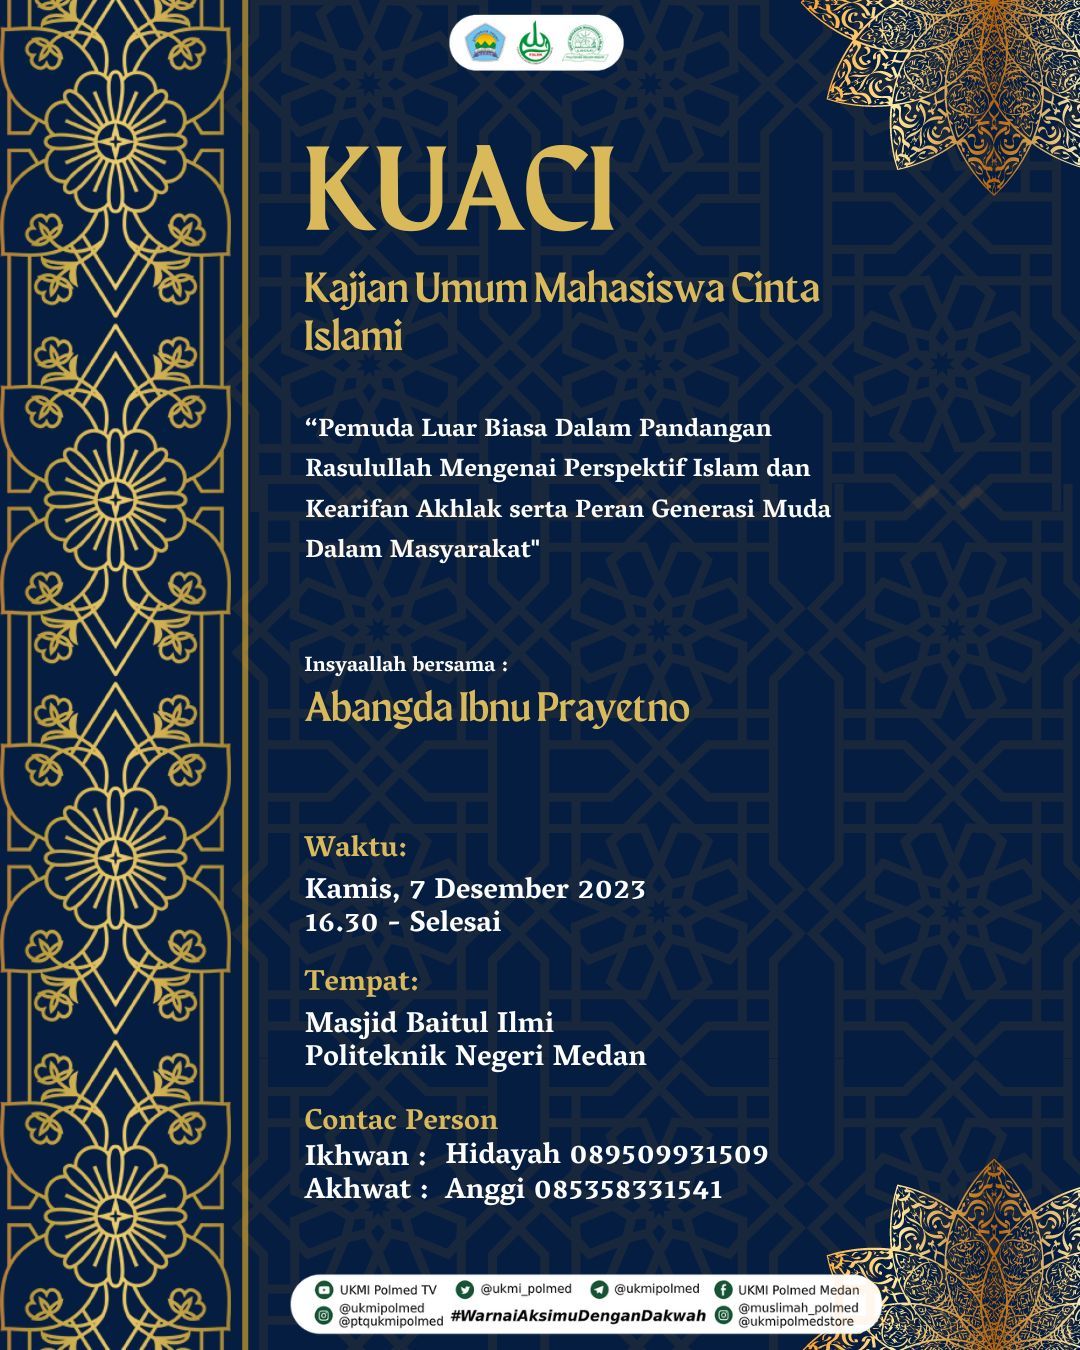 KUACI
Kajian Umum Mahasiswa Cinta
Islami
“Pemuda Luar Biasa Dalam Pandangan
Rasulullah Mengenai Perspektif Islam dan
Kearifan Akhlak serta Peran Generasi Muda
Dalam Masyarakat"
Insyaallah bersama :
Abangda Ibnu Prayetno
Waktu:
Kamis, 7 Desember 2023
16.30 - Selesai
Tempat:
Masjid Baitul Ilmi
Politeknik Negeri Medan
Contac Person
Ikhwan : Hidayah 089509931509
Akhwat : Anggi 085358331541
UKMI Polmed TV @ukmi_polmed @ukmipolmed UKMI Polmed Medan
@ukmipolmed
@ptqukmipolmed
#WarnaiAksimuDenganDakwah
@muslimah_polmed
@ukmipolmedstore